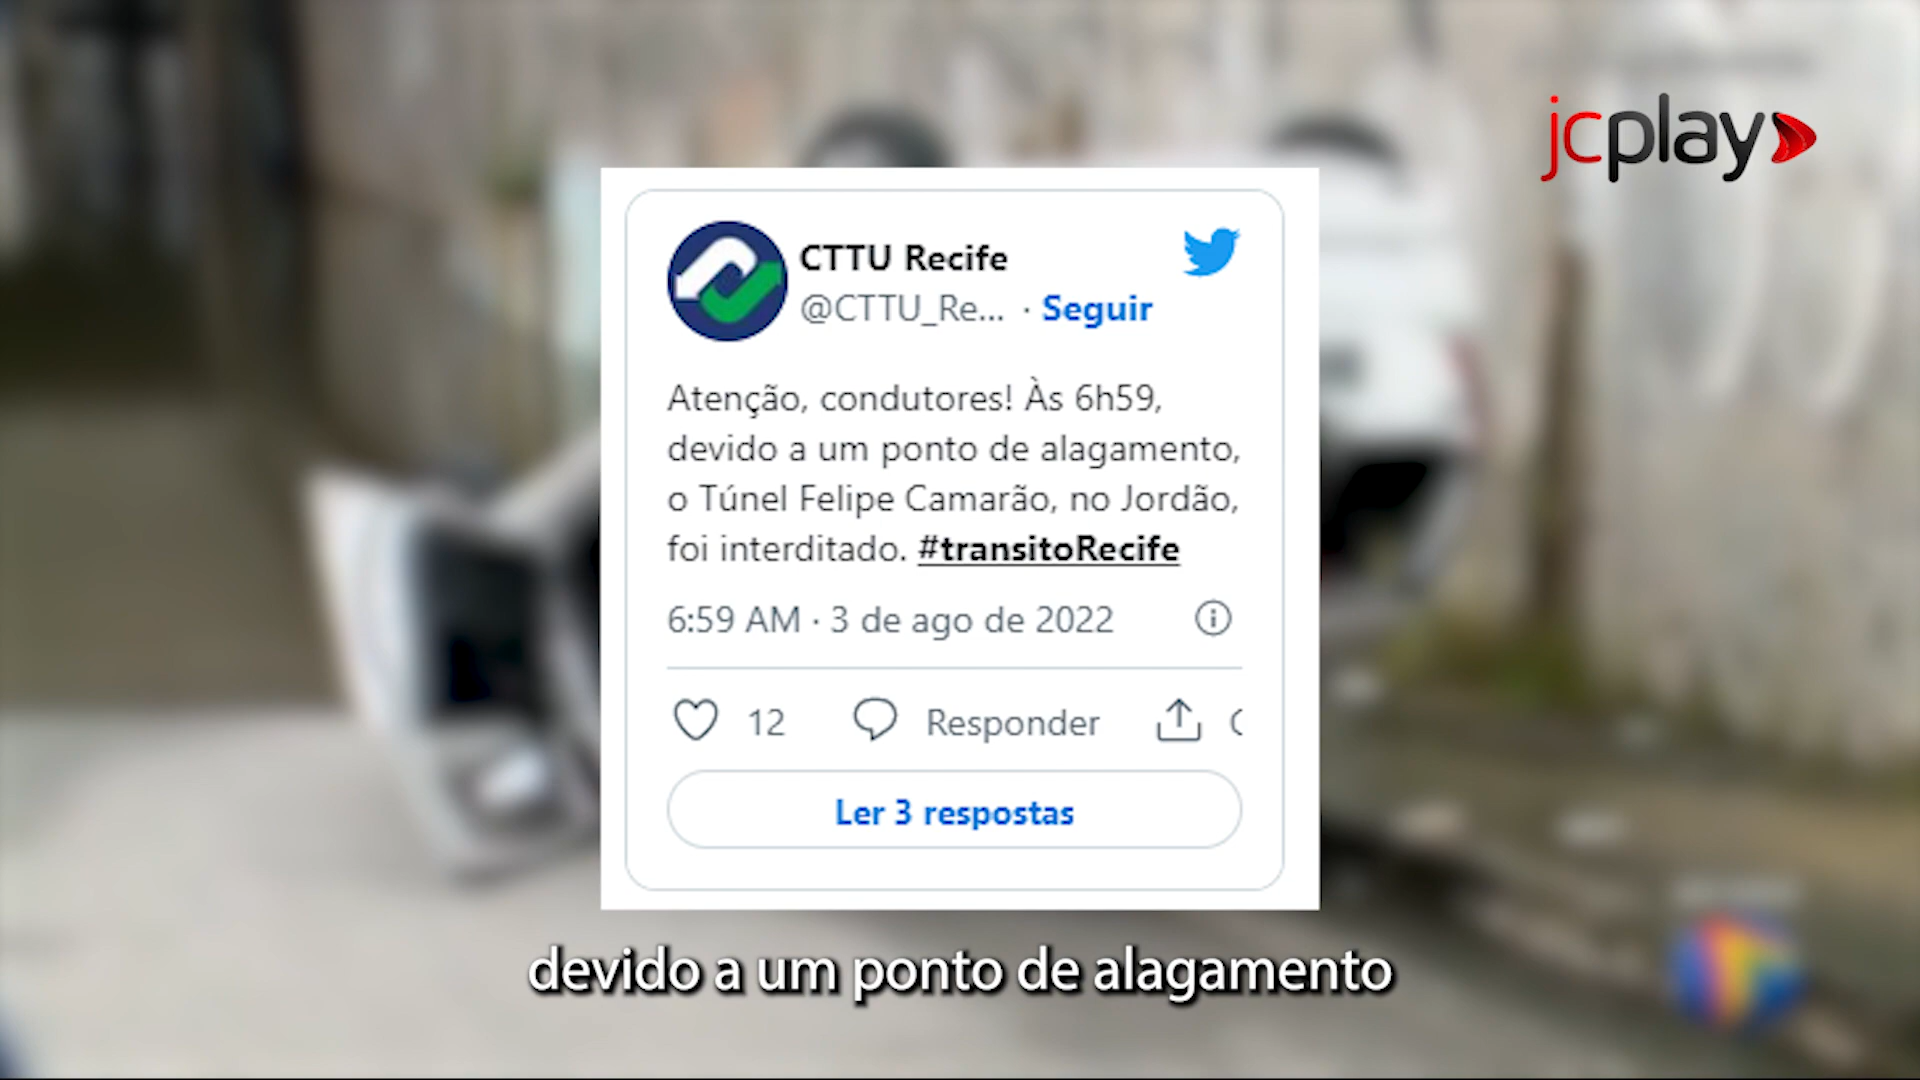 jcplay
CTTU Recife
@CTTU_Re... · Seguir
Atenção, condutores! Às 6h59,
devido a um ponto de alagamento,
o Túnel Felipe Camarão, no Jordão,
foi interditado. #transitoRecife
6:59 AM · 3 de ago de 2022
12 Responder
Ler 3 respostas
devido a um ponto de alagamento